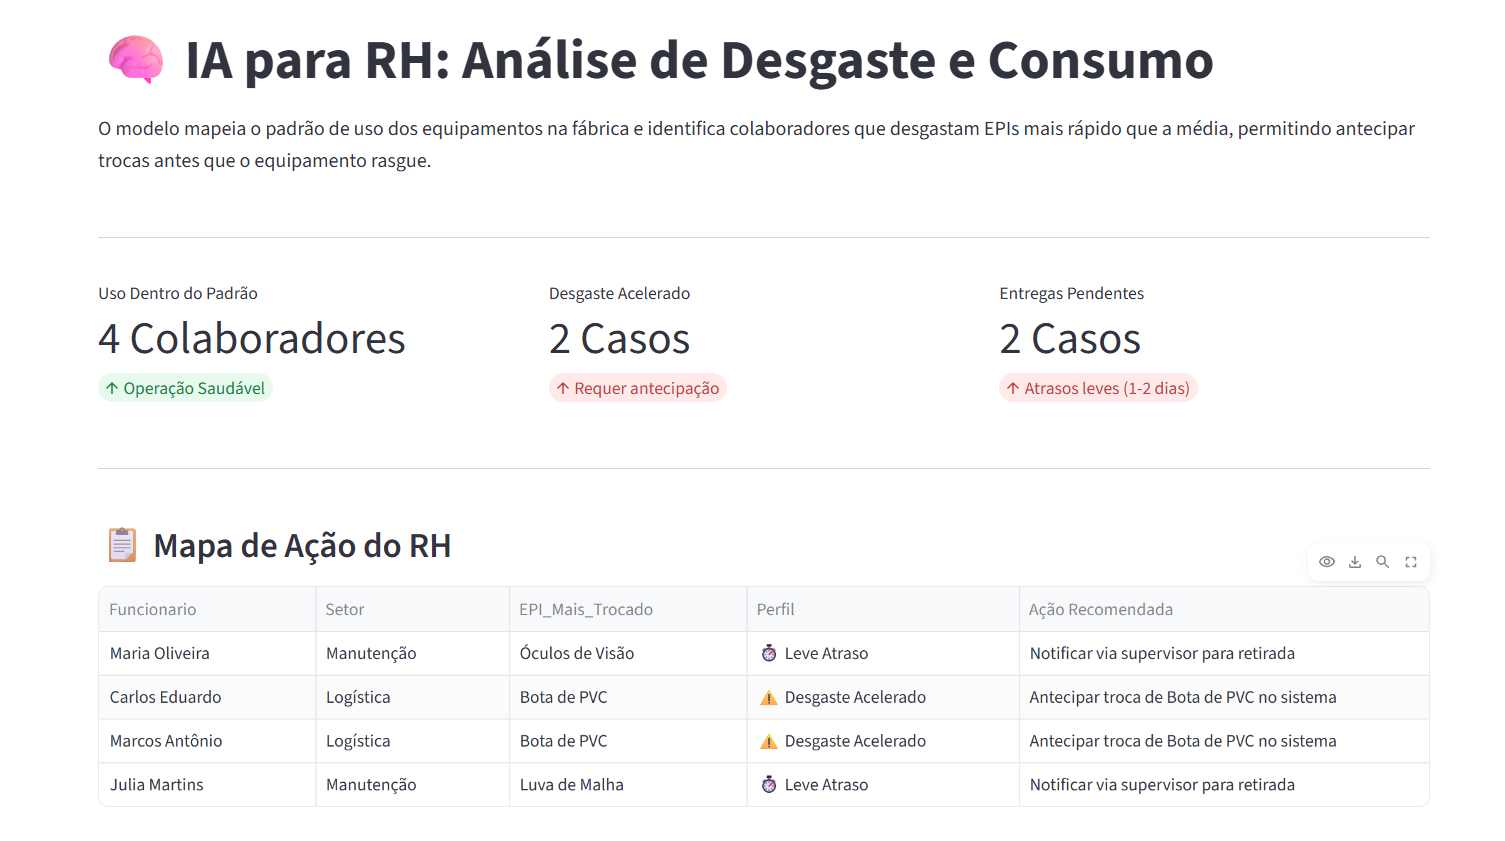 IA para RH: Análise de Desgaste e Consumo
O modelo mapeia o padrão de uso dos equipamentos na fábrica e identifica colaboradores que desgastam EPIs mais rápido que a média, permitindo antecipar
trocas antes que o equipamento rasgue.
Uso Dentro do Padrão
4 Colaboradores
↑ Operação Saudável
Desgaste Acelerado
2 Casos
↑ Requer antecipação
Entregas Pendentes
2 Casos
↑ Atrasos leves (1-2 dias)
Mapa de Ação do RH
Funcionario Setor EPI_Mais_Trocado Perfil Ação Recomendada
Maria Oliveira Manutenção Óculos de Visão Leve Atraso Notificar via supervisor para retirada
Carlos Eduardo Logística Bota de PVC Desgaste Acelerado Antecipar troca de Bota de PVC no sistema
Marcos Antônio Logística Bota de PVC Desgaste Acelerado Antecipar troca de Bota de PVC no sistema
Julia Martins Manutenção Luva de Malha Leve Atraso Notificar via supervisor para retirada